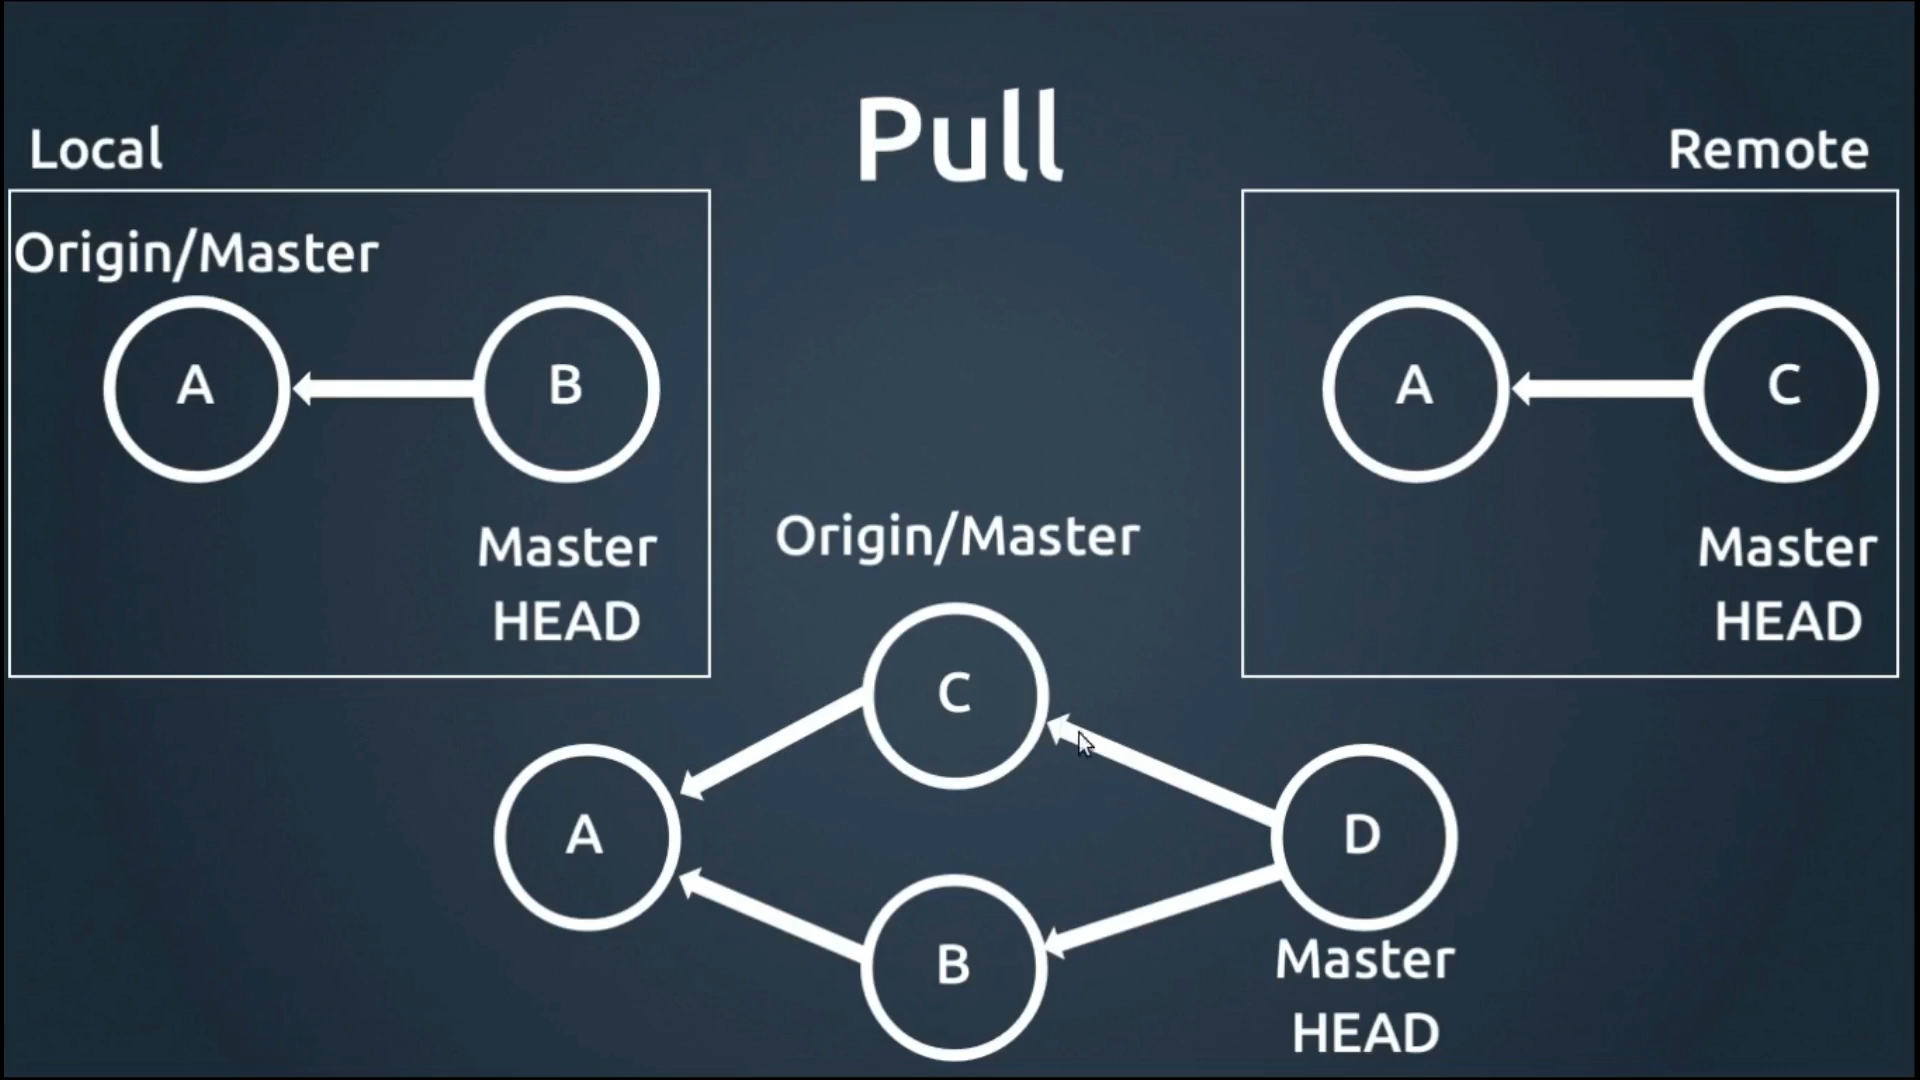 Pull
Local
Origin/Master
A
B
Master
HEAD
Remote
A
C
Master
HEAD
Origin/Master
C
A
D
B
Master
HEAD